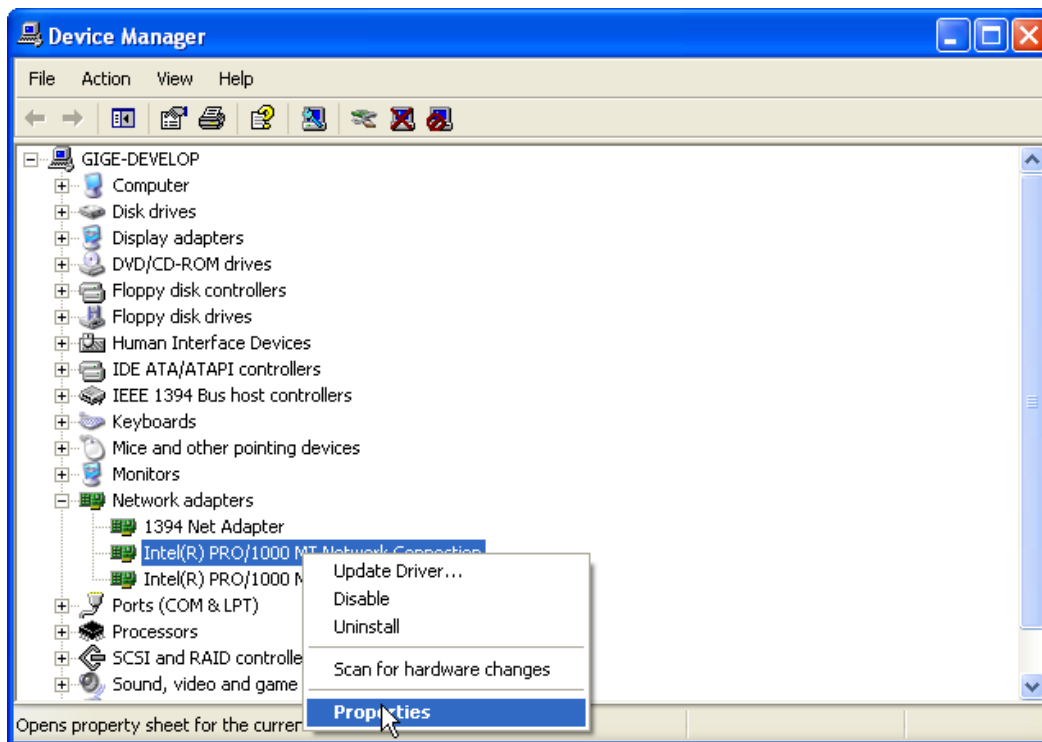 Device Manager
File Action View Help
GIGE-DEVELOP
Computer
Disk drives
Display adapters
DVD/CD-ROM drives
Floppy disk controllers
Floppy disk drives
Human Interface Devices
IDE ATA/ATAPI controllers
IEEE 1394 Bus host controllers
Keyboards
Mice and other pointing devices
Monitors
Network adapters
1394 Net Adapter
Intel(R) PRO/1000 MT Network Connection
Intel(R) PRO/1000 M
Ports (COM & LPT)
Processors
SCSI and RAID controlle
Sound, video and game
Update Driver...
Disable
Uninstall
Scan for hardware changes
Properties
Opens property sheet for the curren